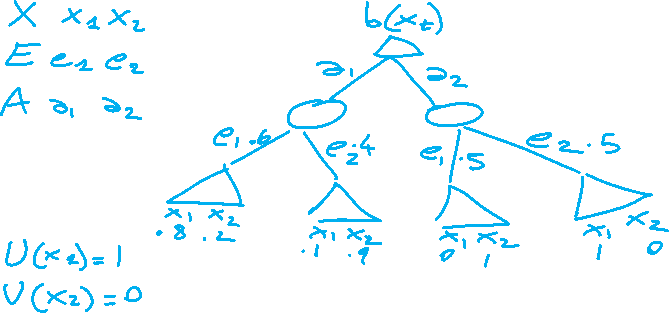 b(x₊)
X x₁ x₂
E e₁ e₂
A a₁ a₂
a₁ a₂
e₁ .6 e₂ .4 e₁ .5 e₂ .5
x₁ x₂ x₁ x₂ x₁ x₂ x₁ x₂
.8 .2 .1 .9 0 1 1 0
U(x₁)=1
U(x₂)=0